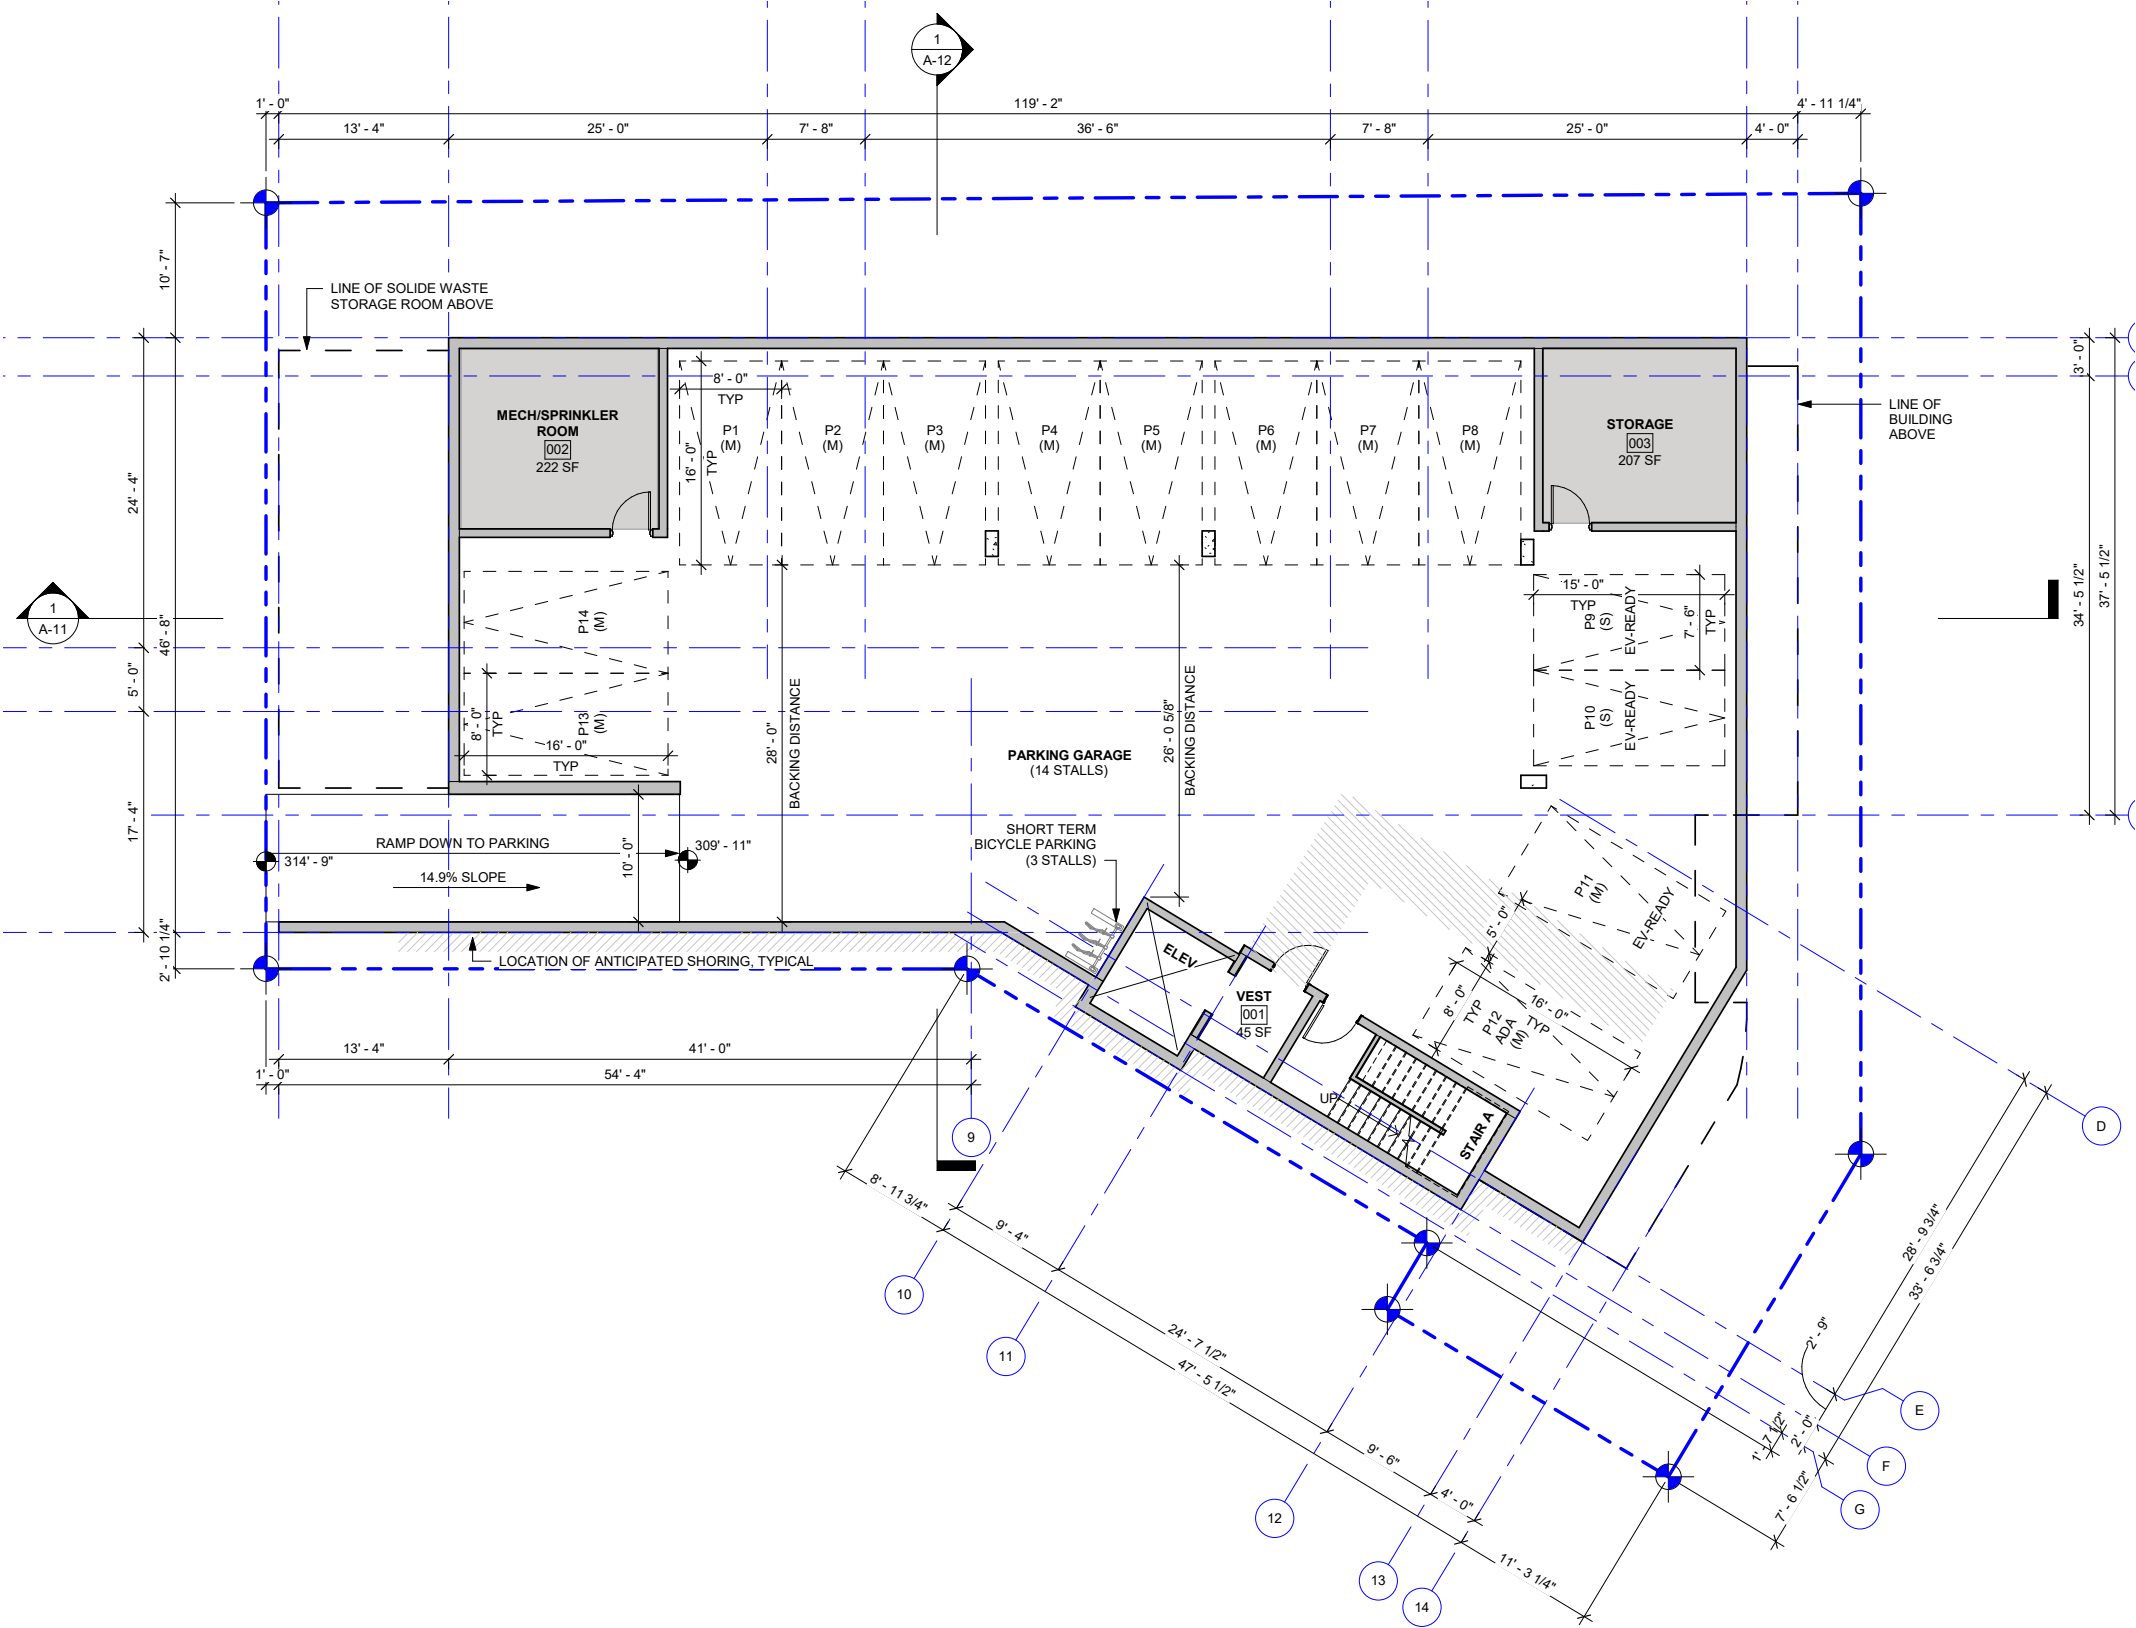 1
A-12
1' - 0"
119' - 2"
4' - 11 1/4"
13' - 4"
25' - 0"
7' - 8"
36' - 6"
7' - 8"
25' - 0"
4' - 0"
10' - 7"
LINE OF SOLIDE WASTE
STORAGE ROOM ABOVE
3' - 0"
8' - 0"
TYP
MECH/SPRINKLER
ROOM
002
222 SF
16' - 0"
TYP
P1
(M)
P2
(M)
P3
(M)
P4
(M)
P5
(M)
P6
(M)
P7
(M)
P8
(M)
STORAGE
003
207 SF
LINE OF
BUILDING
ABOVE
24' - 4"
1
A-11
46' - 8"
5' - 0"
17' - 4"
2' - 10 1/4"
P14
(M)
P13
(M)
8' - 0"
TYP
16' - 0"
TYP
28' - 0"
BACKING DISTANCE
26' - 0 5/8"
BACKING DISTANCE
15' - 0"
TYP
P9
(S)
EV-READY
7' - 6"
TYP
P10
(S)
EV-READY
34' - 5 1/2"
37' - 5 1/2"
PARKING GARAGE
(14 STALLS)
RAMP DOWN TO PARKING
314' - 9"
309' - 11"
10' - 0"
14.9% SLOPE
SHORT TERM
BICYCLE PARKING
(3 STALLS)
LOCATION OF ANTICIPATED SHORING, TYPICAL
ELEV
VEST
001
45 SF
P11
(M)
EV-READY
5' - 0"
8' - 0"
TYP
P12
ADA
(M)
16' - 0"
TYP
UP
STAIR A
13' - 4"
41' - 0"
1' - 0"
54' - 4"
9
D
8' - 11 3/4"
9' - 4"
10
11
24' - 7 1/2"
47' - 5 1/2"
28' - 9 3/4"
33' - 6 3/4"
2' - 9"
E
1' - 7 1/2"
2' - 0"
F
G
7' - 6 1/2"
9' - 6"
4' - 0"
12
11' - 3 1/4"
13
14